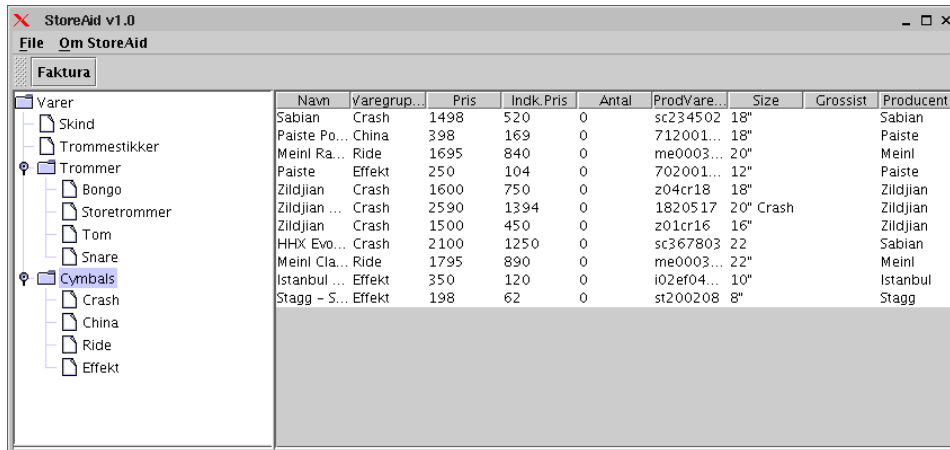 StoreAid v1.0
File Om StoreAid
Faktura
Varer
Skind
Trommestikker
Trommer
Bongo
Storetrommer
Tom
Snare
Cymbals
Crash
China
Ride
Effekt
Navn Varegrup... Pris Indk.Pris Antal ProdVare... Size Grossist Producent
Sabian Crash 1498 520 0 sc234502 18" Sabian
Paiste Po... China 398 169 0 712001... 18" Paiste
Meinl Ra... Ride 1695 840 0 me0003... 20" Meinl
Paiste Effekt 250 104 0 702001... 12" Paiste
Zildjian Crash 1600 750 0 z04cr18 18" Zildjian
Zildjian ... Crash 2590 1394 0 1820517 20" Crash Zildjian
Zildjian Crash 1500 450 0 z01cr16 16" Zildjian
HHX Evo... Crash 2100 1250 0 sc367803 22 Sabian
Meinl Cla... Ride 1795 890 0 me0003... 22" Meinl
Istanbul ... Effekt 350 120 0 i02ef04... 10" Istanbul
Stagg - S... Effekt 198 62 0 st200208 8" Stagg